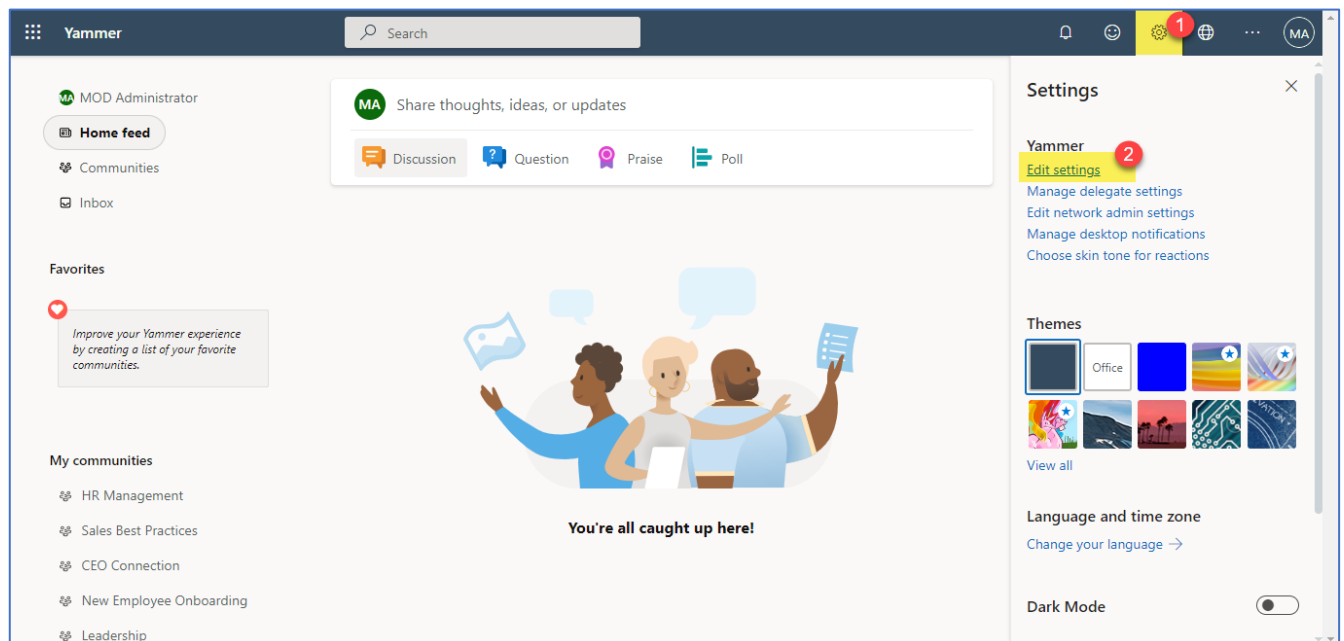 Yammer
Search
1
MA
MA MOD Administrator
Home feed
Communities
Inbox
Favorites
Improve your Yammer experience
by creating a list of your favorite
communities.
My communities
HR Management
Sales Best Practices
CEO Connection
New Employee Onboarding
Leadership
MA Share thoughts, ideas, or updates
Discussion Question Praise Poll
You're all caught up here!
Settings
Yammer
2
Edit settings
Manage delegate settings
Edit network admin settings
Manage desktop notifications
Choose skin tone for reactions
Themes
Office
VATION
View all
Language and time zone
Change your language →
Dark Mode